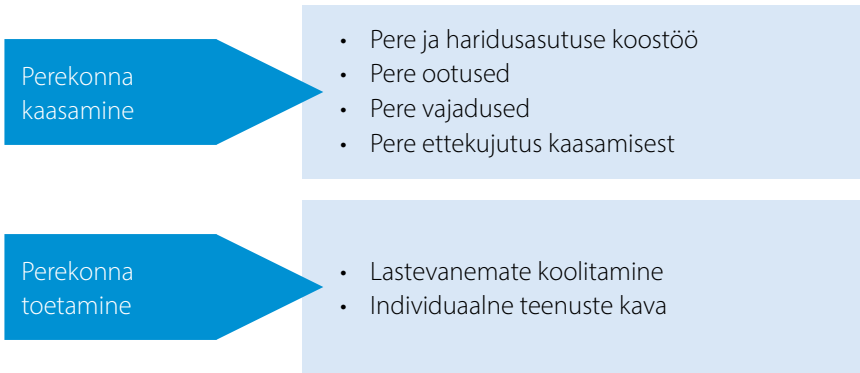 Perekonna
kaasamine
• Pere ja haridusasutuse koostöö
• Pere ootused
• Pere vajadused
• Pere ettekujutus kaasamisest
Perekonna
toetamine
• Lastevanemate koolitamine
• Individuaalne teenuste kava